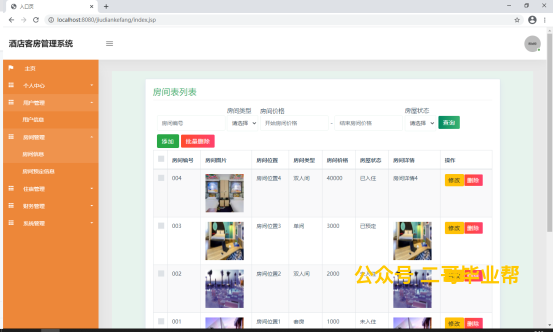 入口页
localhost:8080/jiudiankefang/index.jsp
酒店客房管理系统
主页
个人中心
用户管理
用户信息
房间管理
房间信息
房间预订信息
住宿管理
财务管理
系统管理
房间表列表
房间类型 房间价格 房屋状态
房间编号 请选择 开始房间价格 - 结束房间价格 请选择 查询
添加 批量删除
房间编号 房间图片 房间位置 房间类型 房间价格 房屋状态 房间详情 操作
004 房间位置4 双人间 40000 已入住 房间详情4 修改 删除
003 房间位置3 单间 3000 已预定 修改 删除
002 房间位置2 双人间 2000
公众号:二哥毕业帮
001 房间位置1 套房 1000 未入住 修改 删除